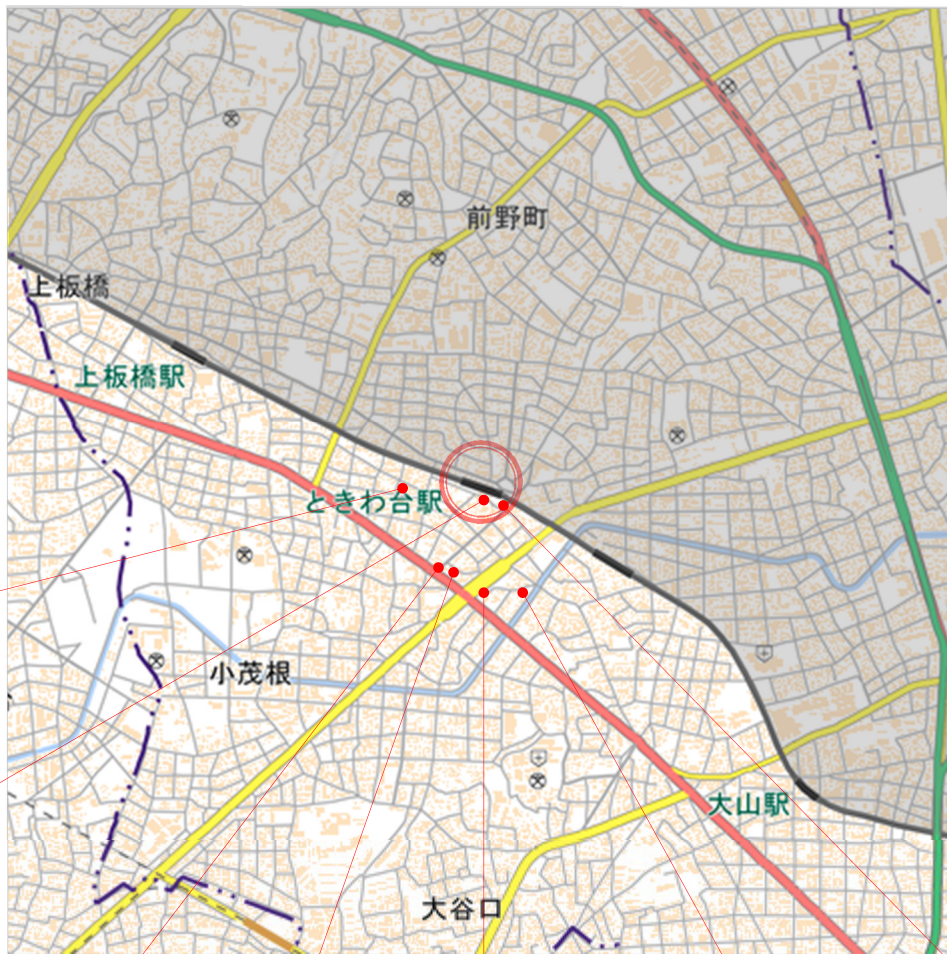 前野町
上板橋
上板橋駅
ときわ台駅
小茂根
大山駅
大谷口